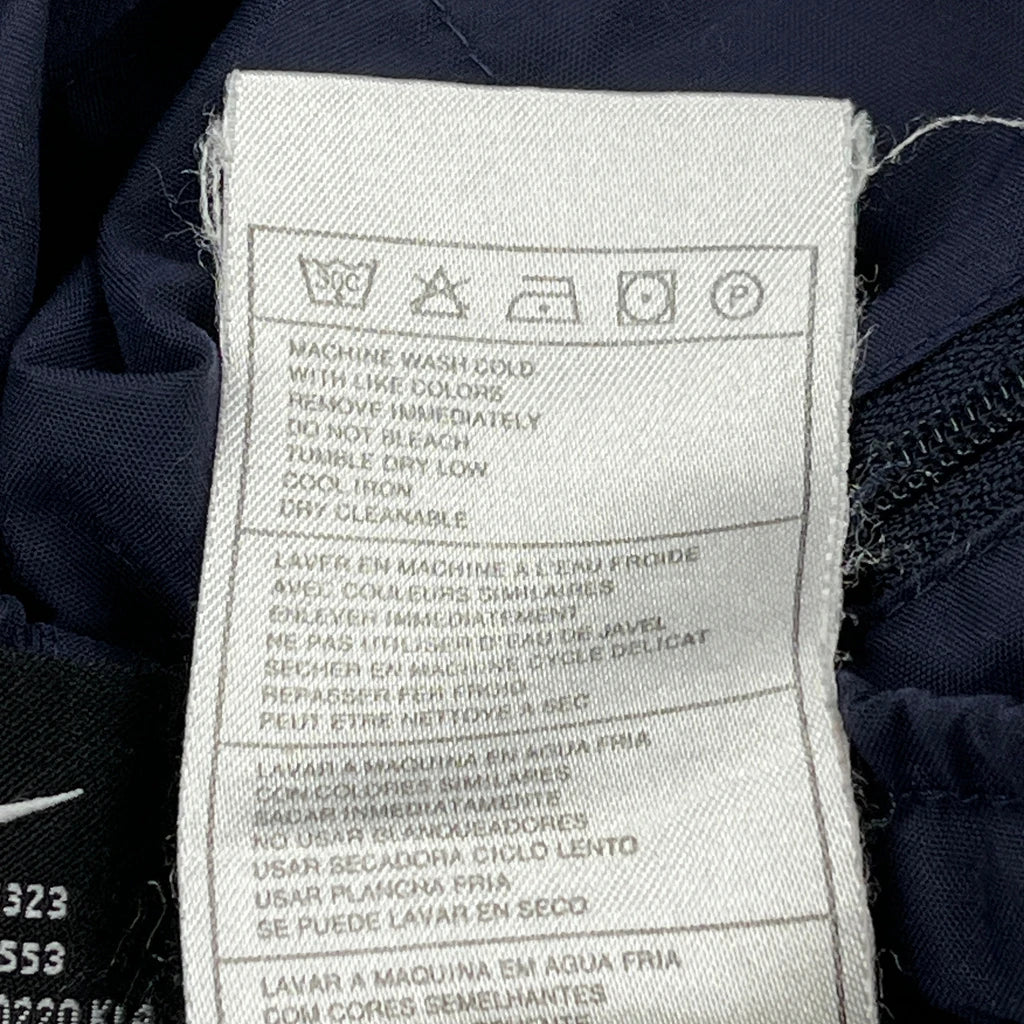 30C
P
MACHINE WASH COLD
WITH LIKE COLORS
REMOVE IMMEDIATELY
DO NOT BLEACH
TUMBLE DRY LOW
COOL IRON
DRY CLEANABLE
LAVER EN MACHINE A L'EAU FROIDE
AVEC COULEURS SIMILAIRES
ENLEVER IMMEDIATEMENT
NE PAS UTILISER D'EAU DE JAVEL
SECHER EN MACHINE CYCLE DELICAT
REPASSER FER FROID
PEUT ETRE NETTOYE A SEC
LAVAR A MAQUINA EN AGUA FRIA
CON COLORES SIMILARES
SACAR INMEDIATAMENTE
NO USAR BLANQUEADORES
USAR SECADORA CICLO LENTO
USAR PLANCHA FRIA
SE PUEDE LAVAR EN SECO
LAVAR A MAQUINA EM AGUA FRIA
COM CORES SEMELHANTES
323
553